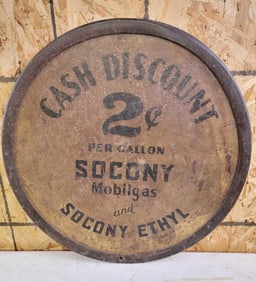 CASH DISCOUNT
2¢
PER GALLON
SOCONY
Mobilgas
and
SOCONY ETHYL